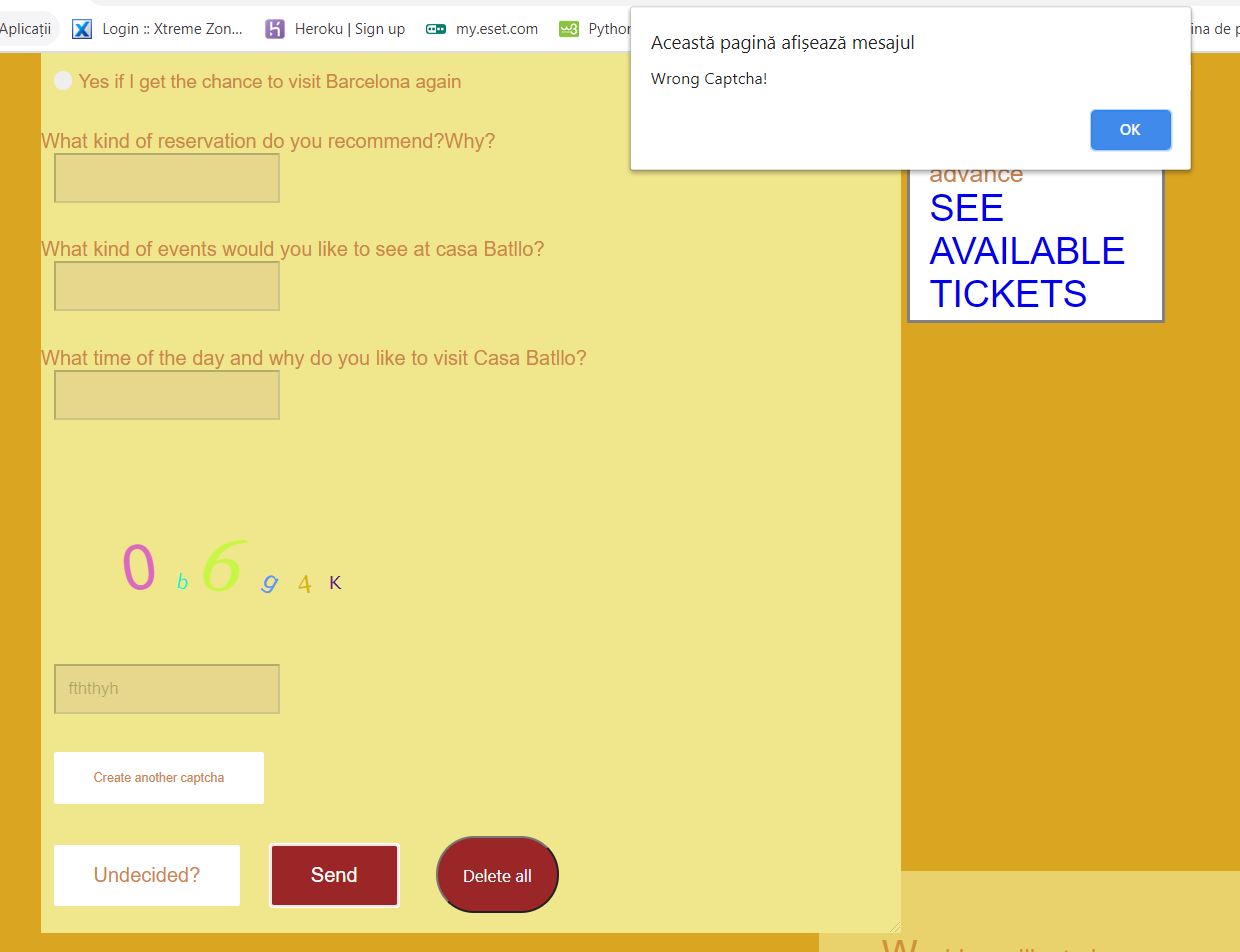 Aplicații Login :: Xtreme Zon... Heroku | Sign up my.eset.com Python
Această pagină afișează mesajul
Wrong Captcha!
OK
Yes if I get the chance to visit Barcelona again
What kind of reservation do you recommend?Why?
What kind of events would you like to see at casa Batllo?
What time of the day and why do you like to visit Casa Batllo?
advance
SEE
AVAILABLE
TICKETS
0 b 6 g 4 K
fththyh
Create another captcha
Undecided? Send Delete all